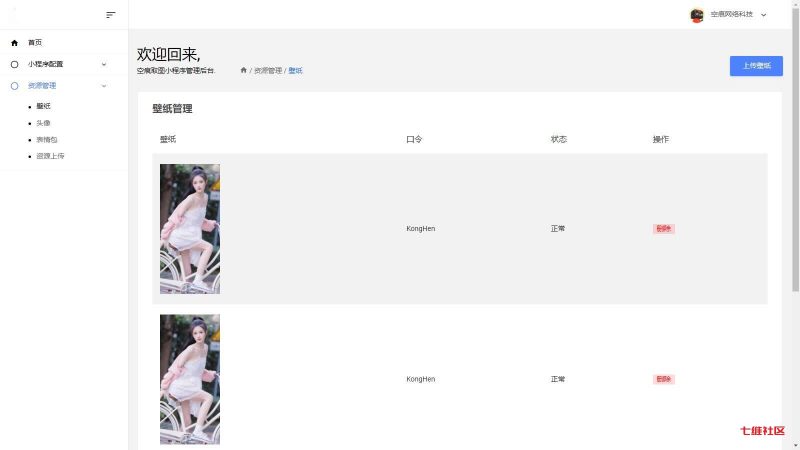 空痕网络科技
首页
小程序配置
资源管理
壁纸
头像
表情包
资源上传
欢迎回来,
空痕取图小程序管理后台.
/ 资源管理 / 壁纸
上传壁纸
壁纸管理
壁纸 口令 状态 操作
KongHen 正常 删除
KongHen 正常 删除
七维社区